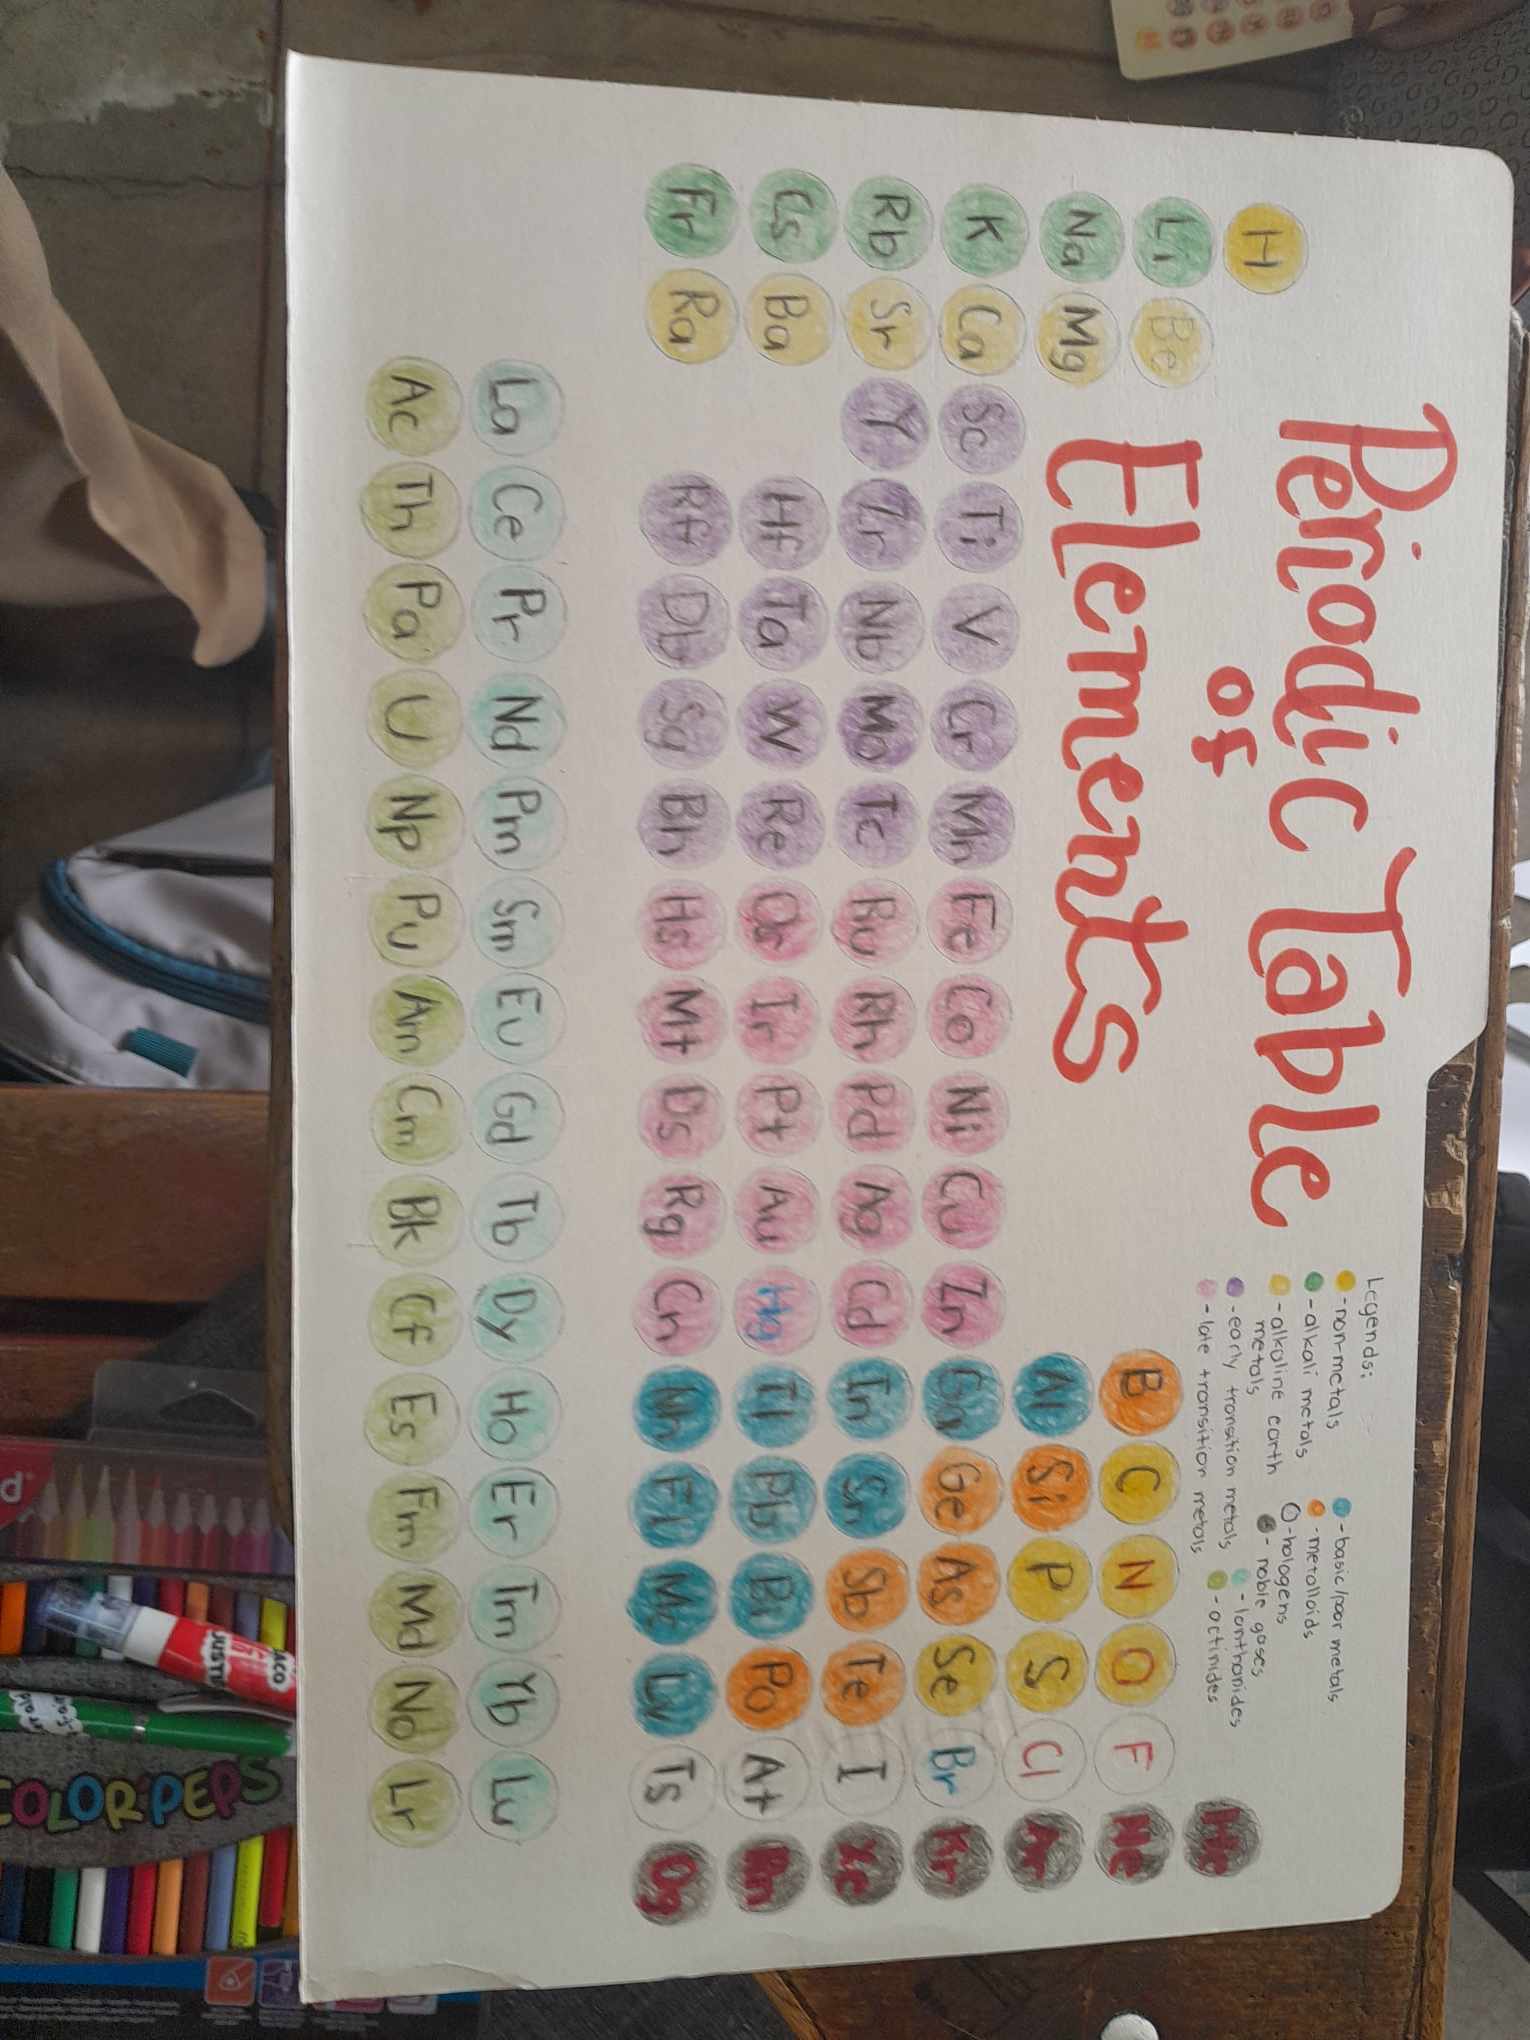 Periodic Table
of
Elements
Legends:
-non-metals
-alkali metals
-alkaline earth
metals
-early transition metals
-late transition metals
-basic/poor metals
-metalloids
-hologens
- noble gases
-lanthanides
-actinides
H He
Li Be B C N O F Ne
Na Mg Al Si P S Cl Ar
K Ca Sc Ti V Cr Mn Fe Co Ni Cu Zn Ga Ge As Se Br Kr
Rb Sr Y Zr Nb Mo Tc Ru Rh Pd Ag Cd In Sn Sb Te I Xe
Cs Ba Hf Ta W Re Os Ir Pt Au Hg Tl Pb Bi Po At Rn
Fr Ra Rf Db Sg Bh Hs Mt Ds Rg Cn Nh Fl Mc Lv Ts Og
La Ce Pr Nd Pm Sm Eu Gd Tb Dy Ho Er Tm Yb Lu
Ac Th Pa U Np Pu Am Cm Bk Cf Es Fm Md No Lr